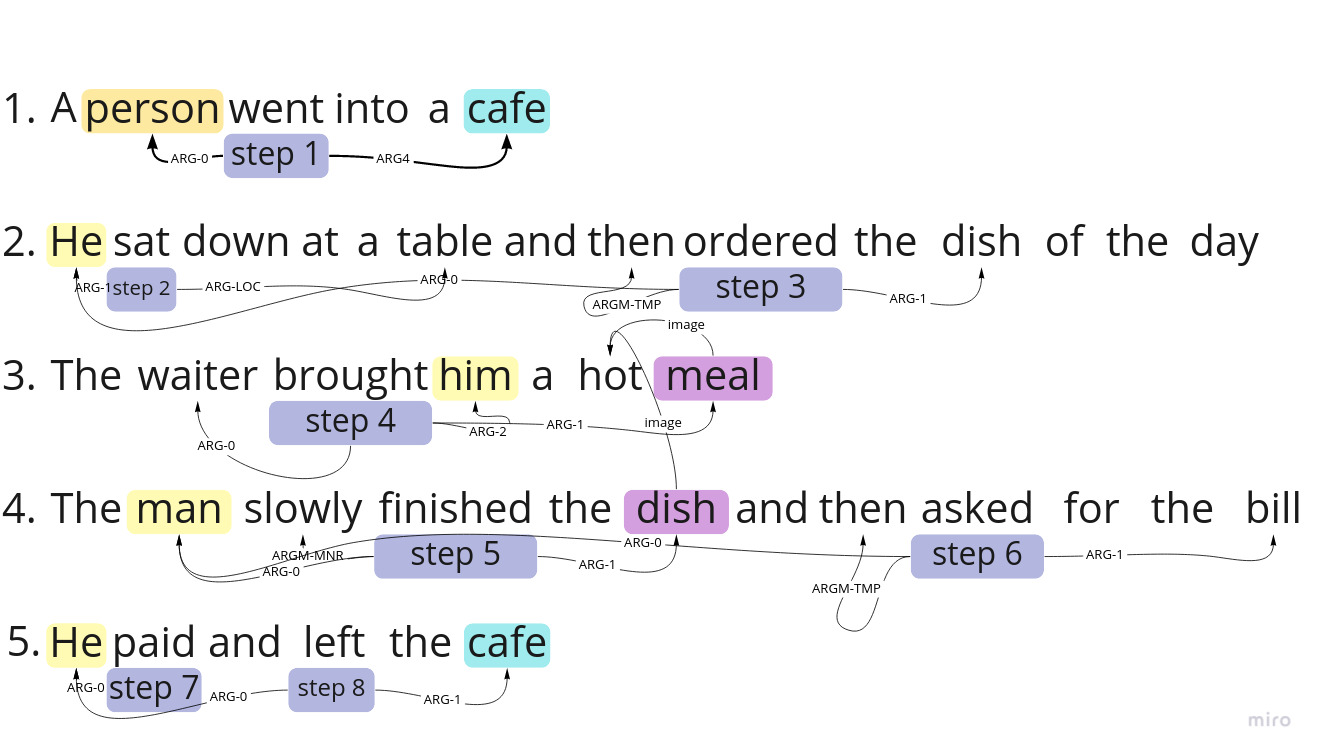 1. A person went into a cafe
ARG-0 step 1 ARG4
2. He sat down at a table and then ordered the dish of the day
ARG-1 step 2 ARG-LOC ARG-0 ARGM-TMP step 3 ARG-1
image
3. The waiter brought him a hot meal
ARG-0 step 4 ARG-2 ARG-1 image
4. The man slowly finished the dish and then asked for the bill
ARGM-MNR ARG-0 step 5 ARG-1 ARG-0 ARGM-TMP step 6 ARG-1
5. He paid and left the cafe
ARG-0 step 7 ARG-0 step 8 ARG-1
miro